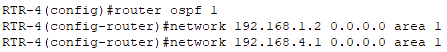 RTR-4(config)#router ospf 1
RTR-4(config-router)#network 192.168.1.2 0.0.0.0 area 1
RTR-4(config-router)#network 192.168.4.1 0.0.0.0 area 1